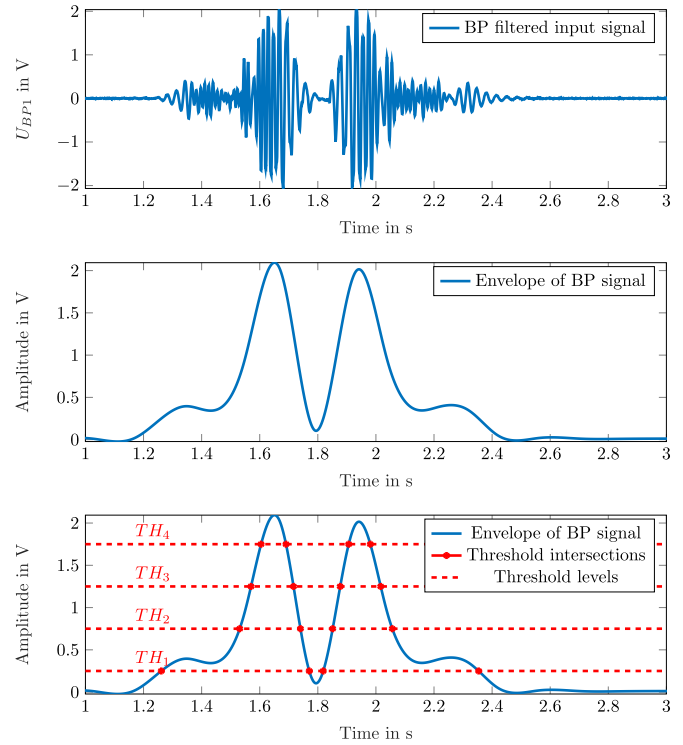 2
1
0
−1
−2
U_{BP1} in V
BP filtered input signal
1 1.2 1.4 1.6 1.8 2 2.2 2.4 2.6 2.8 3
Time in s
2
1.5
1
0.5
0
Amplitude in V
Envelope of BP signal
1 1.2 1.4 1.6 1.8 2 2.2 2.4 2.6 2.8 3
Time in s
2
1.5
1
0.5
0
Amplitude in V
TH_4
TH_3
TH_2
TH_1
Envelope of BP signal
Threshold intersections
Threshold levels
1 1.2 1.4 1.6 1.8 2 2.2 2.4 2.6 2.8 3
Time in s